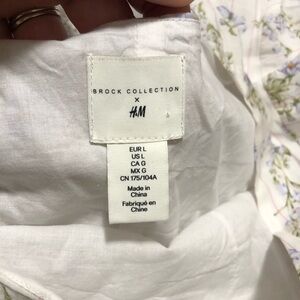 BROCK COLLECTION
X
H&M
EUR L
US L
CA G
MX G
CN 175/104A
Made in
China
Fabriqué en
Chine